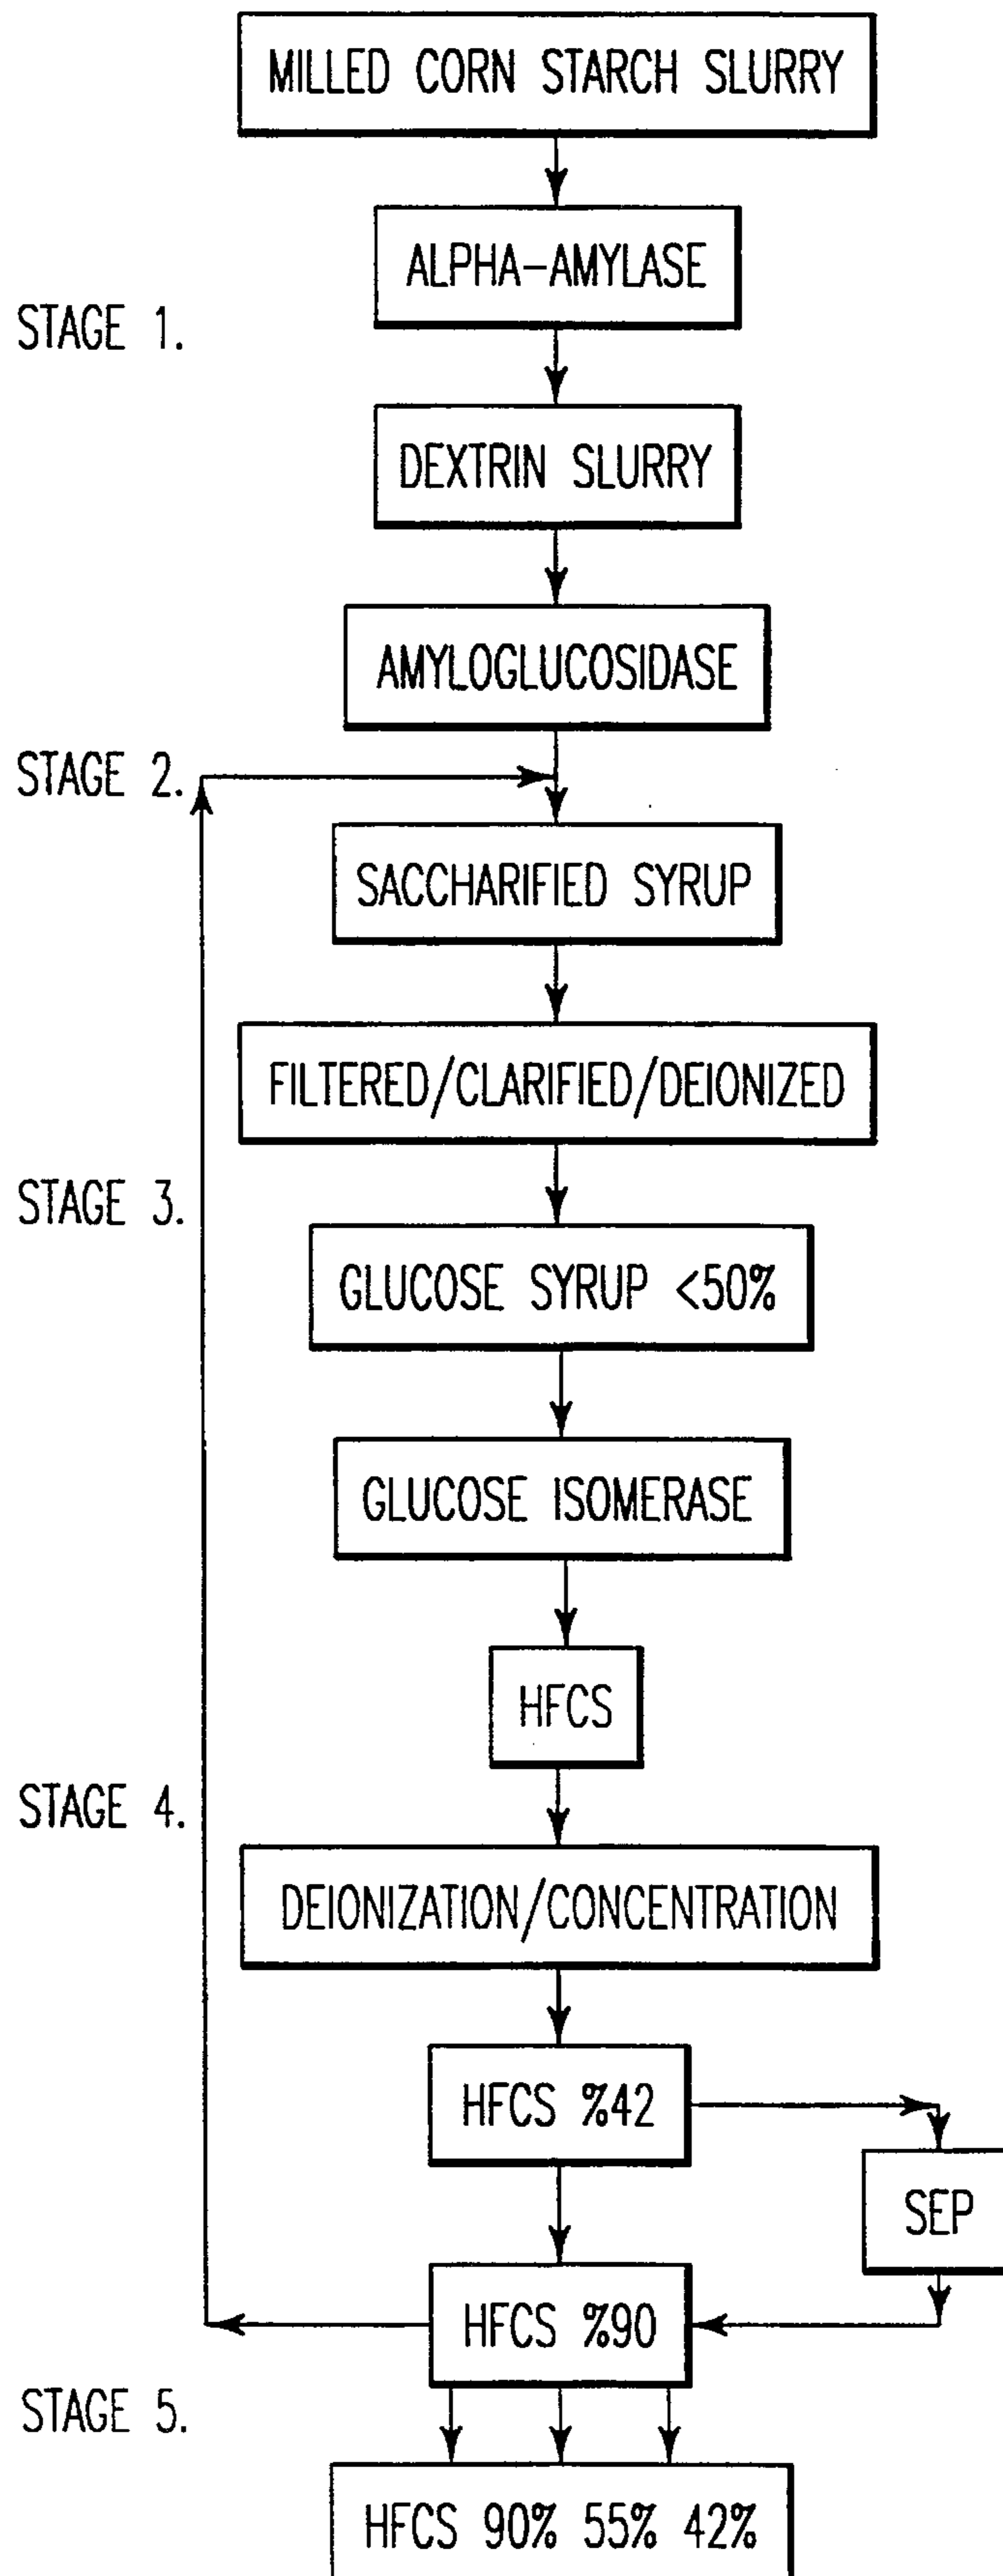 MILLED CORN STARCH SLURRY
ALPHA-AMYLASE
STAGE 1.
DEXTRIN SLURRY
AMYLOGLUCOSIDASE
STAGE 2.
SACCHARIFIED SYRUP
FILTERED/CLARIFIED/DEIONIZED
STAGE 3.
GLUCOSE SYRUP <50%
GLUCOSE ISOMERASE
HFCS
STAGE 4.
DEIONIZATION/CONCENTRATION
HFCS %42
SEP
HFCS %90
STAGE 5.
HFCS 90% 55% 42%